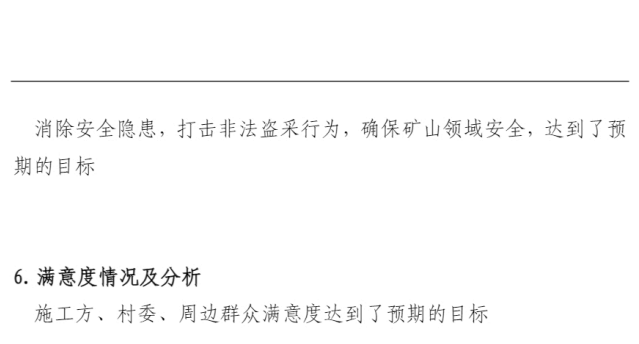 消除安全隐患，打击非法盗采行为，确保矿山领域安全，达到了预
期的目标
6. 满意度情况及分析
施工方、村委、周边群众满意度达到了预期的目标